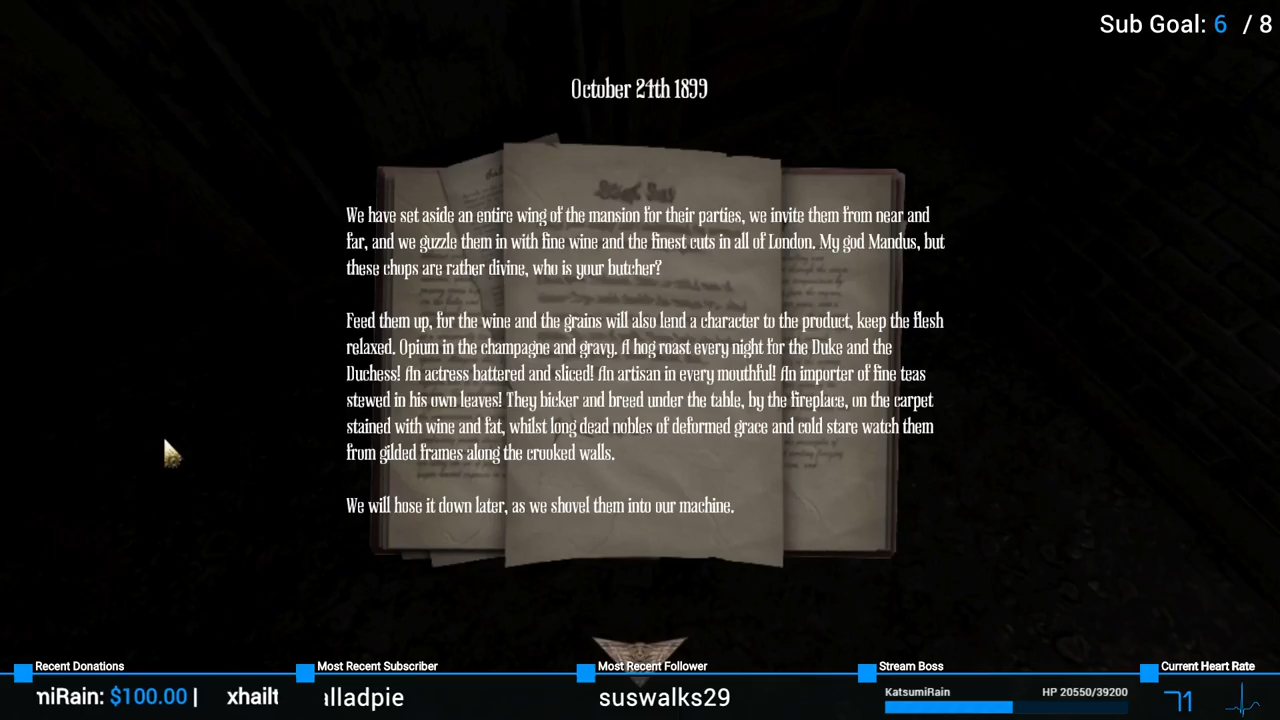 Sub Goal: 6 / 8
October 24th 1899
We have set aside an entire wing of the mansion for their parties, we invite them from near and
far, and we guzzle them in with fine wine and the finest cuts in all of London. My god Mandus, but
these chops are rather divine, who is your butcher?
Feed them up, for the wine and the grains will also lend a character to the product, keep the flesh
relaxed. Opium in the champagne and gravy. A hog roast every night for the Duke and the
Duchess! An actress battered and sliced! An artisan in every mouthful! An importer of fine teas
stewed in his own leaves! They bicker and breed under the table, by the fireplace, on the carpet
stained with wine and fat, whilst long dead nobles of deformed grace and cold stare watch them
from gilded frames along the crooked walls.
We will hose it down later, as we shovel them into our machine.
Recent Donations
miRain: $100.00 | xhailt
Most Recent Subscriber
lladpie
Most Recent Follower
suswalks29
Stream Boss
KatsumiRain HP 20550/39200
Current Heart Rate
71